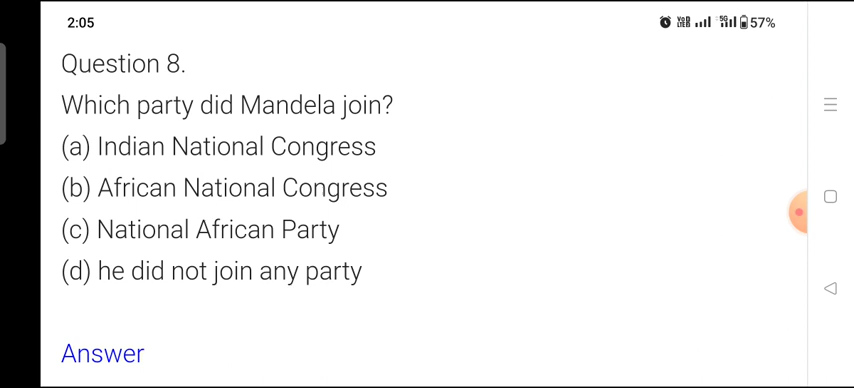 2:05 57%
Question 8.
Which party did Mandela join?
(a) Indian National Congress
(b) African National Congress
(c) National African Party
(d) he did not join any party
Answer